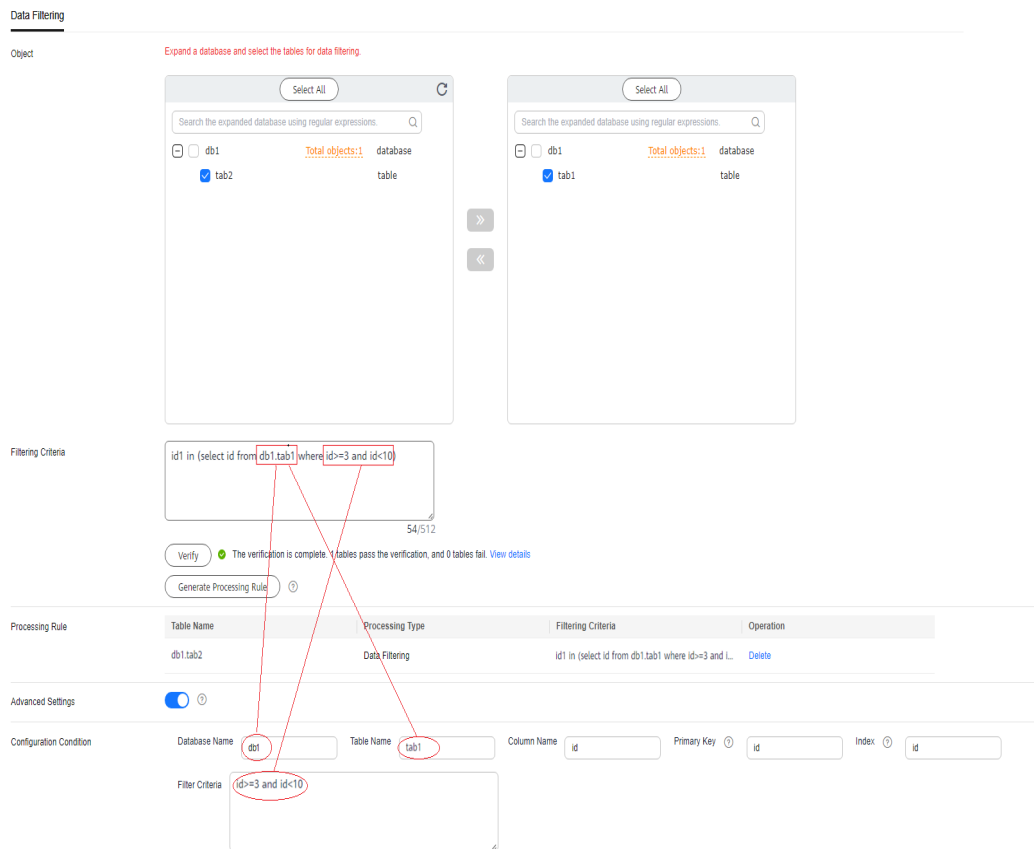 Data Filtering
Object
Expand a database and select the tables for data filtering.
Select All
Search the expanded database using regular expressions.
db1 Total objects:1 database
tab2 table
Select All
Search the expanded database using regular expressions.
db1 Total objects:1 database
tab1 table
Filtering Criteria
id1 in (select id from db1.tab1 where id>=3 and id<10)
54/512
Verify The verification is complete. 1 tables pass the verification, and 0 tables fail. View details
Generate Processing Rule
Processing Rule
Table Name Processing Type Filtering Criteria Operation
db1.tab2 Data Filtering id1 in (select id from db1.tab1 where id>=3 and i... Delete
Advanced Settings
Configuration Condition
Database Name db1 Table Name tab1 Column Name id Primary Key id Index id
Filter Criteria id>=3 and id<10